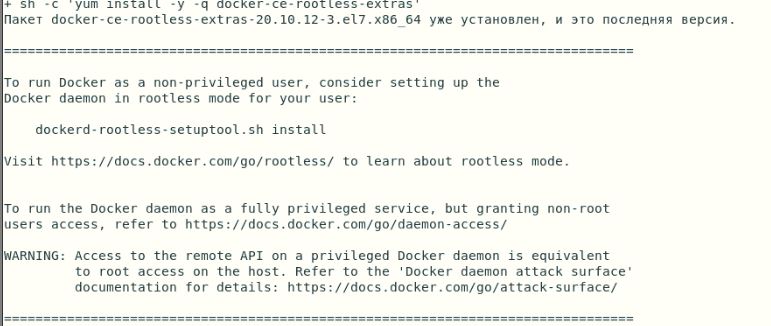 + sh -c 'yum install -y -q docker-ce-rootless-extras'
Пакет docker-ce-rootless-extras-20.10.12-3.el7.x86_64 уже установлен, и это последняя версия.
================================================================================
To run Docker as a non-privileged user, consider setting up the
Docker daemon in rootless mode for your user:
dockerd-rootless-setuptool.sh install
Visit https://docs.docker.com/go/rootless/ to learn about rootless mode.
To run the Docker daemon as a fully privileged service, but granting non-root
users access, refer to https://docs.docker.com/go/daemon-access/
WARNING: Access to the remote API on a privileged Docker daemon is equivalent
to root access on the host. Refer to the 'Docker daemon attack surface'
documentation for details: https://docs.docker.com/go/attack-surface/
================================================================================